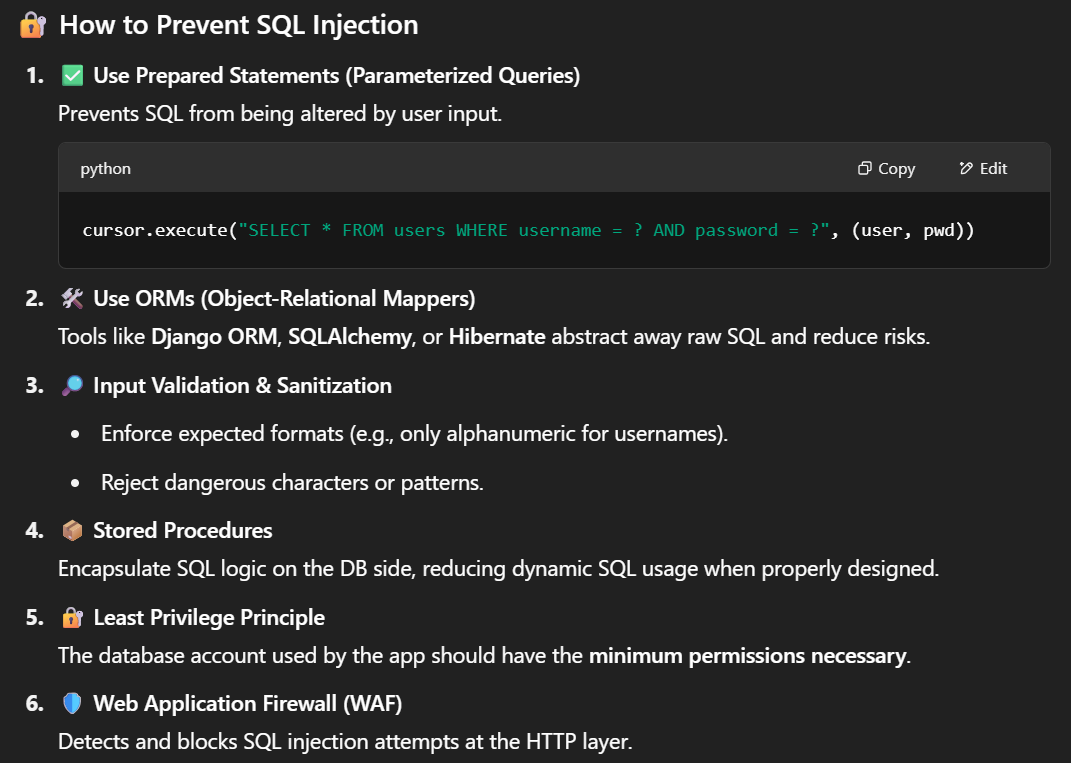 🔐 How to Prevent SQL Injection
1. ✅ Use Prepared Statements (Parameterized Queries)
Prevents SQL from being altered by user input.
python Copy Edit
cursor.execute("SELECT * FROM users WHERE username = ? AND password = ?", (user, pwd))
2. 🛠️ Use ORMs (Object-Relational Mappers)
Tools like Django ORM, SQLAlchemy, or Hibernate abstract away raw SQL and reduce risks.
3. 🔎 Input Validation & Sanitization
• Enforce expected formats (e.g., only alphanumeric for usernames).
• Reject dangerous characters or patterns.
4. 📦 Stored Procedures
Encapsulate SQL logic on the DB side, reducing dynamic SQL usage when properly designed.
5. 🔐 Least Privilege Principle
The database account used by the app should have the minimum permissions necessary.
6. 🛡️ Web Application Firewall (WAF)
Detects and blocks SQL injection attempts at the HTTP layer.